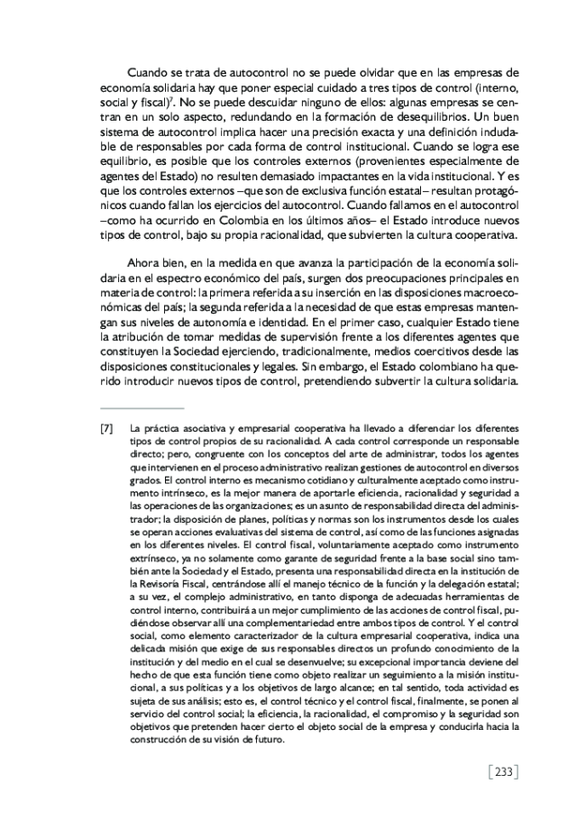 Cuando se trata de autocontrol no se puede olvidar que en las empresas de
economía solidaria hay que poner especial cuidado a tres tipos de control (interno,
social y fiscal)7. No se puede descuidar ninguno de ellos: algunas empresas se cen-
tran en un solo aspecto, redundando en la formación de desequilibrios. Un buen
sistema de autocontrol implica hacer una precisión exacta y una definición induda-
ble de responsables por cada forma de control institucional. Cuando se logra ese
equilibrio, es posible que los controles externos (provenientes especialmente de
agentes del Estado) no resulten demasiado impactantes en la vida institucional. Y es
que los controles externos –que son de exclusiva función estatal– resultan protagó-
nicos cuando fallan los ejercicios del autocontrol. Cuando fallamos en el autocontrol
–como ha ocurrido en Colombia en los últimos años– el Estado introduce nuevos
tipos de control, bajo su propia racionalidad, que subvierten la cultura cooperativa.
Ahora bien, en la medida en que avanza la participación de la economía soli-
daria en el espectro económico del país, surgen dos preocupaciones principales en
materia de control: la primera referida a su inserción en las disposiciones macroeco-
nómicas del país; la segunda referida a la necesidad de que estas empresas manten-
gan sus niveles de autonomía e identidad. En el primer caso, cualquier Estado tiene
la atribución de tomar medidas de supervisión frente a los diferentes agentes que
constituyen la Sociedad ejerciendo, tradicionalmente, medios coercitivos desde las
disposiciones constitucionales y legales. Sin embargo, el Estado colombiano ha que-
rido introducir nuevos tipos de control, pretendiendo subvertir la cultura solidaria.
[7] La práctica asociativa y empresarial cooperativa ha llevado a diferenciar los diferentes
tipos de control propios de su racionalidad. A cada control corresponde un responsable
directo; pero, congruente con los conceptos del arte de administrar, todos los agentes
que intervienen en el proceso administrativo realizan gestiones de autocontrol en diversos
grados. El control interno es mecanismo cotidiano y culturalmente aceptado como instru-
mento intrínseco, es la mejor manera de aportarle eficiencia, racionalidad y seguridad a
las operaciones de las organizaciones; es un asunto de responsabilidad directa del adminis-
trador; la disposición de planes, políticas y normas son los instrumentos desde los cuales
se operan acciones evaluativas del sistema de control, así como de las funciones asignadas
en los diferentes niveles. El control fiscal, voluntariamente aceptado como instrumento
extrínseco, ya no solamente como garante de seguridad frente a la base social sino tam-
bién ante la Sociedad y el Estado, presenta una responsabilidad directa en la institución de
la Revisoría Fiscal, centrándose allí el manejo técnico de la función y la delegación estatal;
a su vez, el complejo administrativo, en tanto disponga de adecuadas herramientas de
control interno, contribuirá a un mejor cumplimiento de las acciones de control fiscal, pu-
diéndose observar allí una complementariedad entre ambos tipos de control. Y el control
social, como elemento caracterizador de la cultura empresarial cooperativa, indica una
delicada misión que exige de sus responsables directos un profundo conocimiento de la
institución y del medio en el cual se desenvuelve; su excepcional importancia deviene del
hecho de que esta función tiene como objeto realizar un seguimiento a la misión institu-
cional, a sus políticas y a los objetivos de largo alcance; en tal sentido, toda actividad es
sujeta de sus análisis; esto es, el control técnico y el control fiscal, finalmente, se ponen al
servicio del control social; la eficiencia, la racionalidad, el compromiso y la seguridad son
objetivos que pretenden hacer cierto el objeto social de la empresa y conducirla hacia la
construcción de su visión de futuro.
[233]